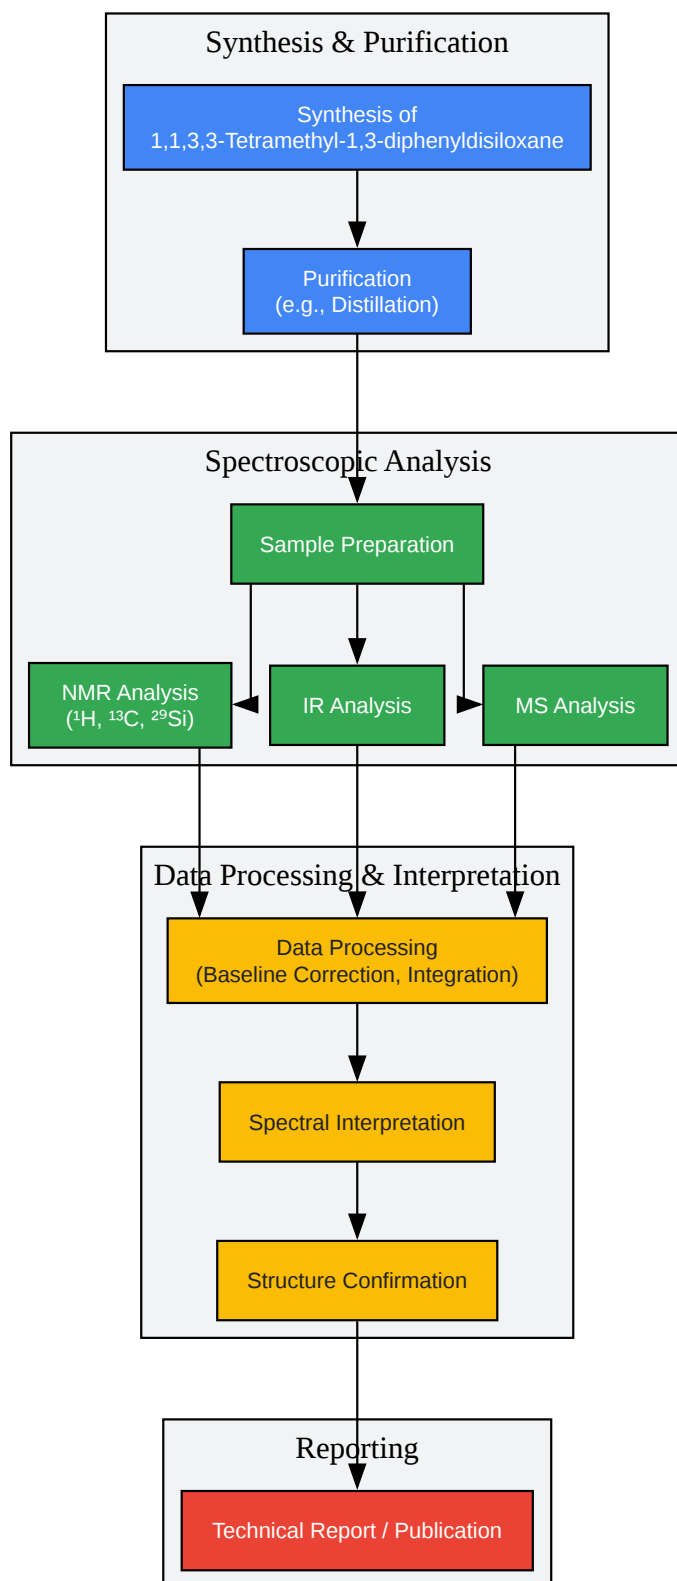 Synthesis & Purification
Synthesis of
1,1,3,3-Tetramethyl-1,3-diphenyldisiloxane
Purification
(e.g., Distillation)
Spectroscopic Analysis
Sample Preparation
NMR Analysis
(¹H, ¹³C, ²⁹Si)
IR Analysis
MS Analysis
Data Processing & Interpretation
Data Processing
(Baseline Correction, Integration)
Spectral Interpretation
Structure Confirmation
Reporting
Technical Report / Publication